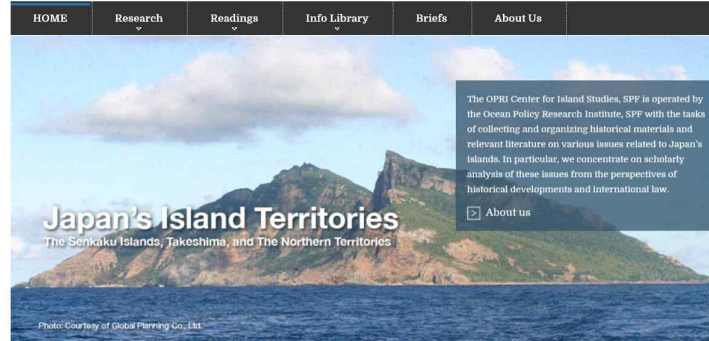 HOME Research Readings Info Library Briefs About Us
The OPRI Center for Island Studies, SPF is operated by
the Ocean Policy Research Institute, SPF with the tasks
of collecting and organizing historical materials and
relevant literature on various issues related to Japan's
islands. In particular, we concentrate on scholarly
analysis of these issues from the perspectives of
historical developments and international law.
> About us
Japan's Island Territories
The Senkaku Islands, Takeshima, and The Northern Territories
Photo: Courtesy of Global Planning Co., Ltd.